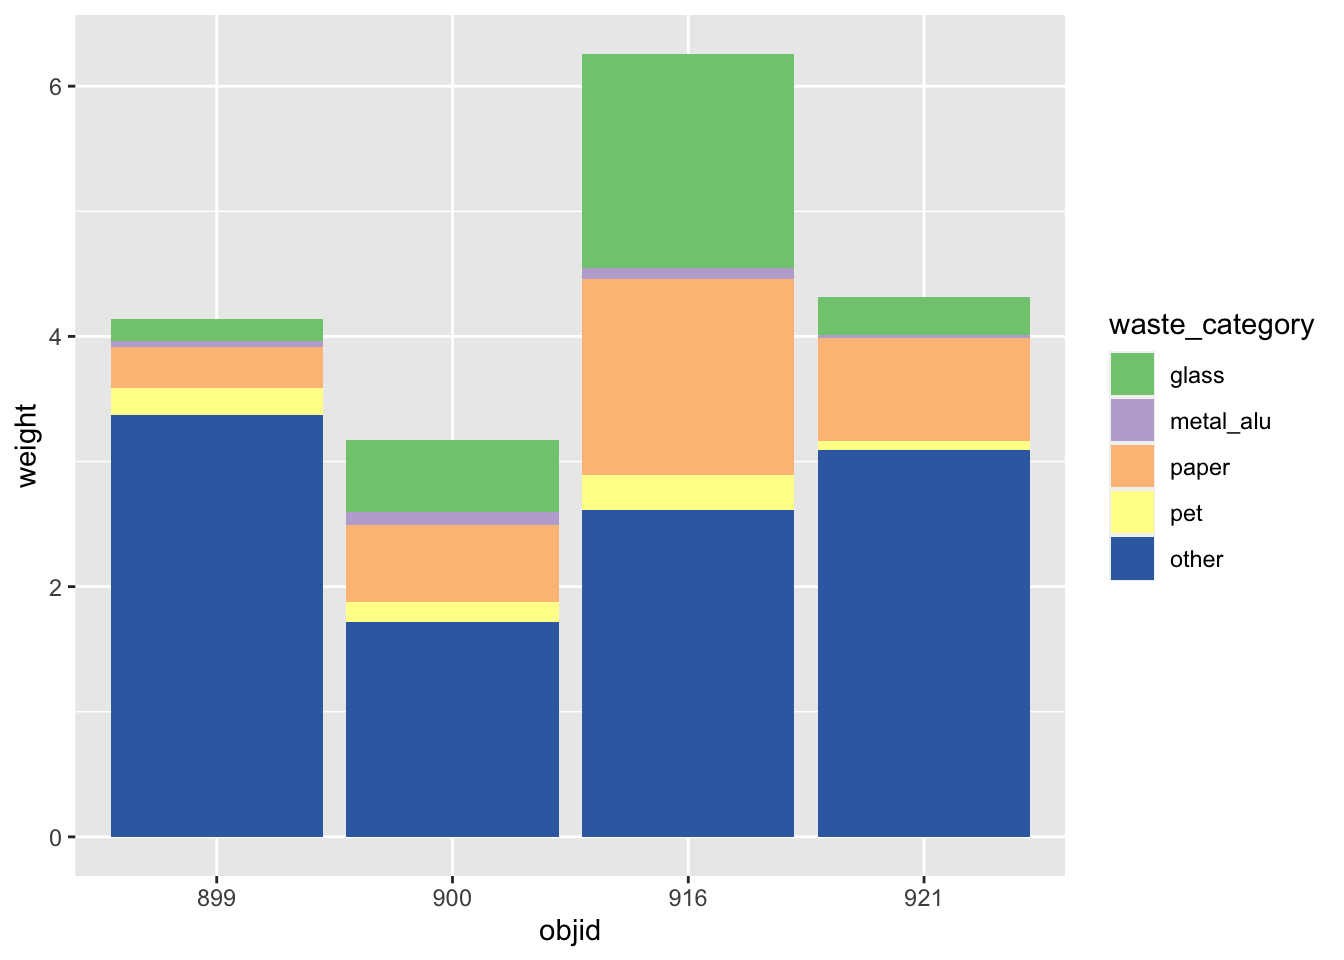 6
4
2
0
weight
899 900 916 921
objid
waste_category
glass
metal_alu
paper
pet
other